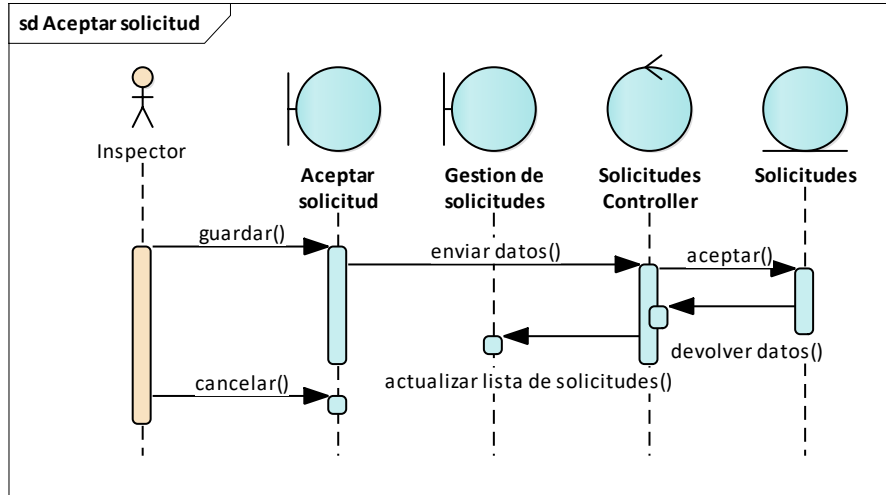 sd Aceptar solicitud
Inspector
Aceptar
solicitud
Gestion de
solicitudes
Solicitudes
Controller
Solicitudes
guardar()
enviar datos()
aceptar()
devolver datos()
actualizar lista de solicitudes()
cancelar()